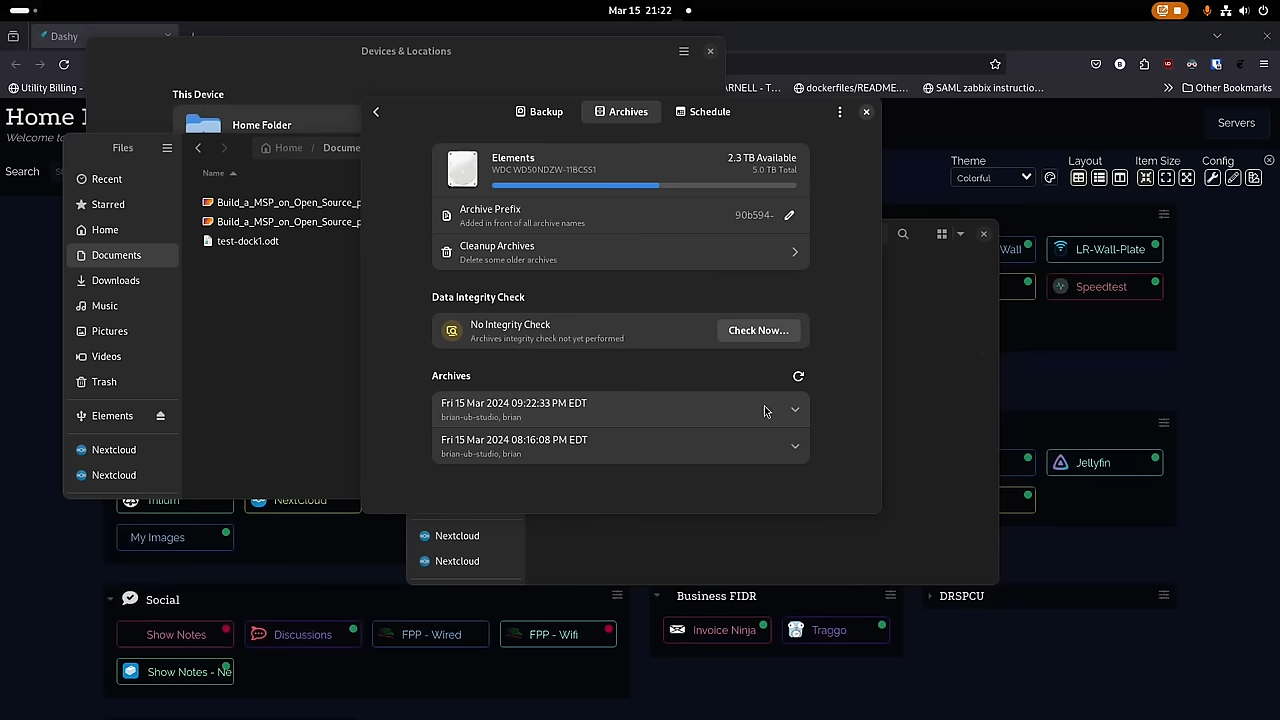 Mar 15 21:22
Dashy
Utility Billing -
dockerfiles/README....
SAML zabbix instructio...
Other Bookmarks
Devices & Locations
This Device
Home Folder
Servers
Search
Theme
Colorful
Layout
Item Size
Config
Files
Recent
Starred
Home
Documents
Downloads
Music
Pictures
Videos
Trash
Elements
Nextcloud
Nextcloud
Home / Docume
Name
Build_a_MSP_on_Open_Source_p
Build_a_MSP_on_Open_Source_p
test-dock1.odt
Backup
Archives
Schedule
Elements
2.3 TB Available
WDC WD50NDZW-11BCSS1
5.0 TB Total
Archive Prefix
Added in front of all archive names
90b594-
Cleanup Archives
Delete some older archives
Data Integrity Check
No Integrity Check
Archives integrity check not yet performed
Check Now...
Archives
Fri 15 Mar 2024 09:22:33 PM EDT
brian-ub-studio, brian
Fri 15 Mar 2024 08:16:08 PM EDT
brian-ub-studio, brian
Nextcloud
Nextcloud
LR-Wall-Plate
Speedtest
Jellyfin
NextCloud
My Images
Social
Show Notes
Discussions
FPP - Wired
FPP - Wifi
Show Notes - Ne
Business FIDR
Invoice Ninja
Traggo
DRSPCU